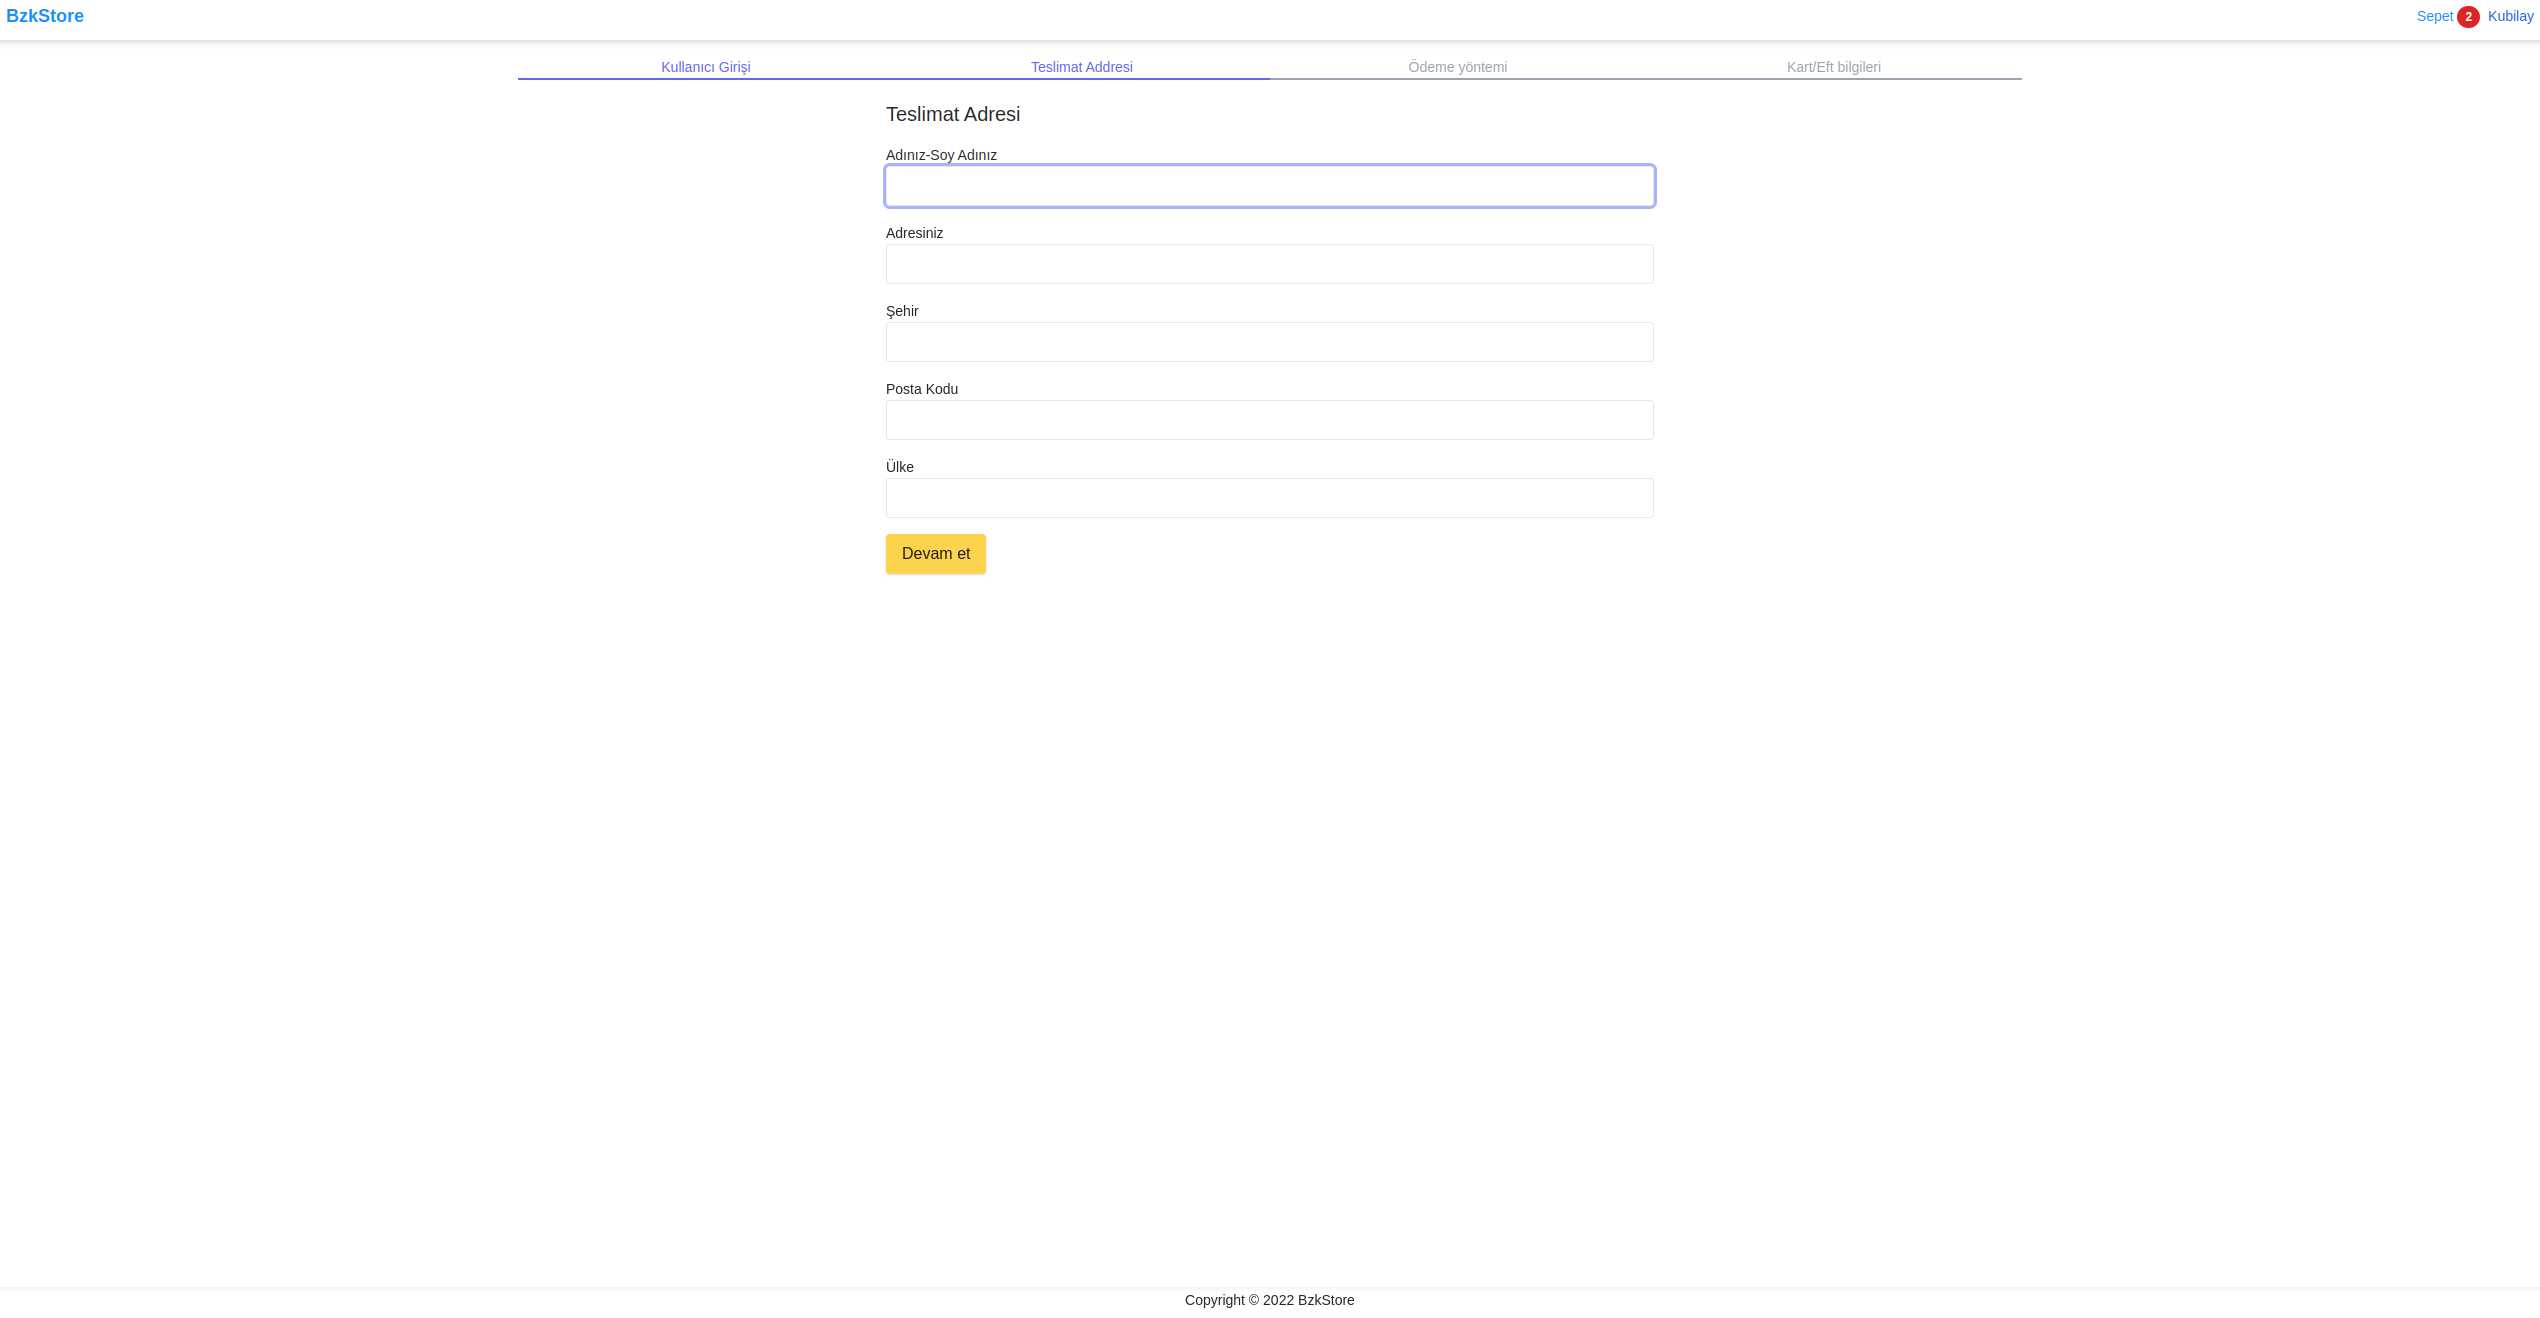 BzkStore
Sepet 2 Kubilay
Kullanıcı Girişi Teslimat Addresi Ödeme yöntemi Kart/Eft bilgileri
Teslimat Adresi
Adınız-Soy Adınız
Adresiniz
Şehir
Posta Kodu
Ülke
Devam et
Copyright © 2022 BzkStore